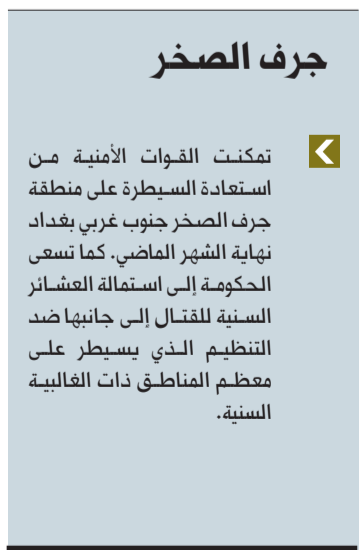 جرف الصخر
تمكنت القوات الأمنية من
استعادة السيطرة على منطقة
جرف الصخر جنوب غربي بغداد
نهاية الشهر الماضي. كما تسعى
الحكومة إلى استمالة العشائر
السنية للقتال إلى جانبها ضد
التنظيم الذي يسيطر على
معظم المناطق ذات الغالبية
السنية.